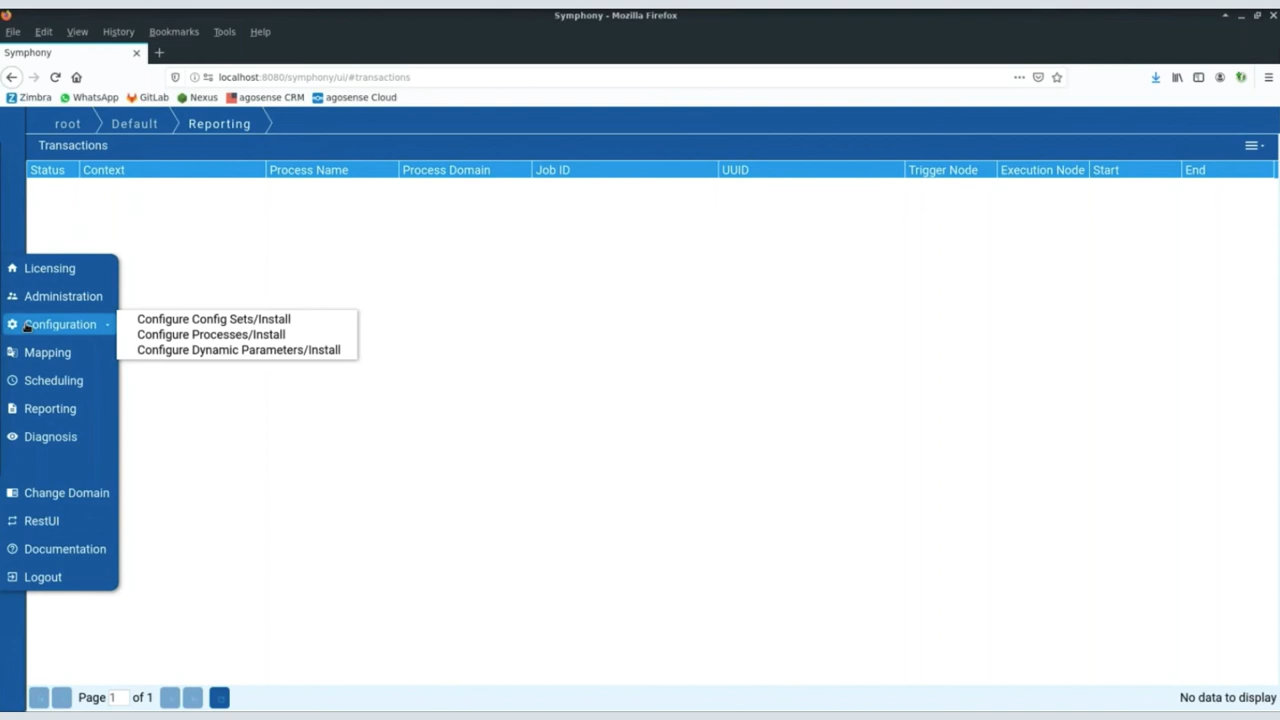 Symphony - Mozilla Firefox
File Edit View History Bookmarks Tools Help
Symphony
localhost:8080/symphony/ui/#transactions
Zimbra WhatsApp GitLab Nexus agosense CRM agosense Cloud
root Default Reporting
Transactions
Status Context Process Name Process Domain Job ID UUID Trigger Node Execution Node Start End
Licensing
Administration
Configuration
Configure Config Sets/Install
Configure Processes/Install
Configure Dynamic Parameters/Install
Mapping
Scheduling
Reporting
Diagnosis
Change Domain
RestUI
Documentation
Logout
Page 1 of 1
No data to display